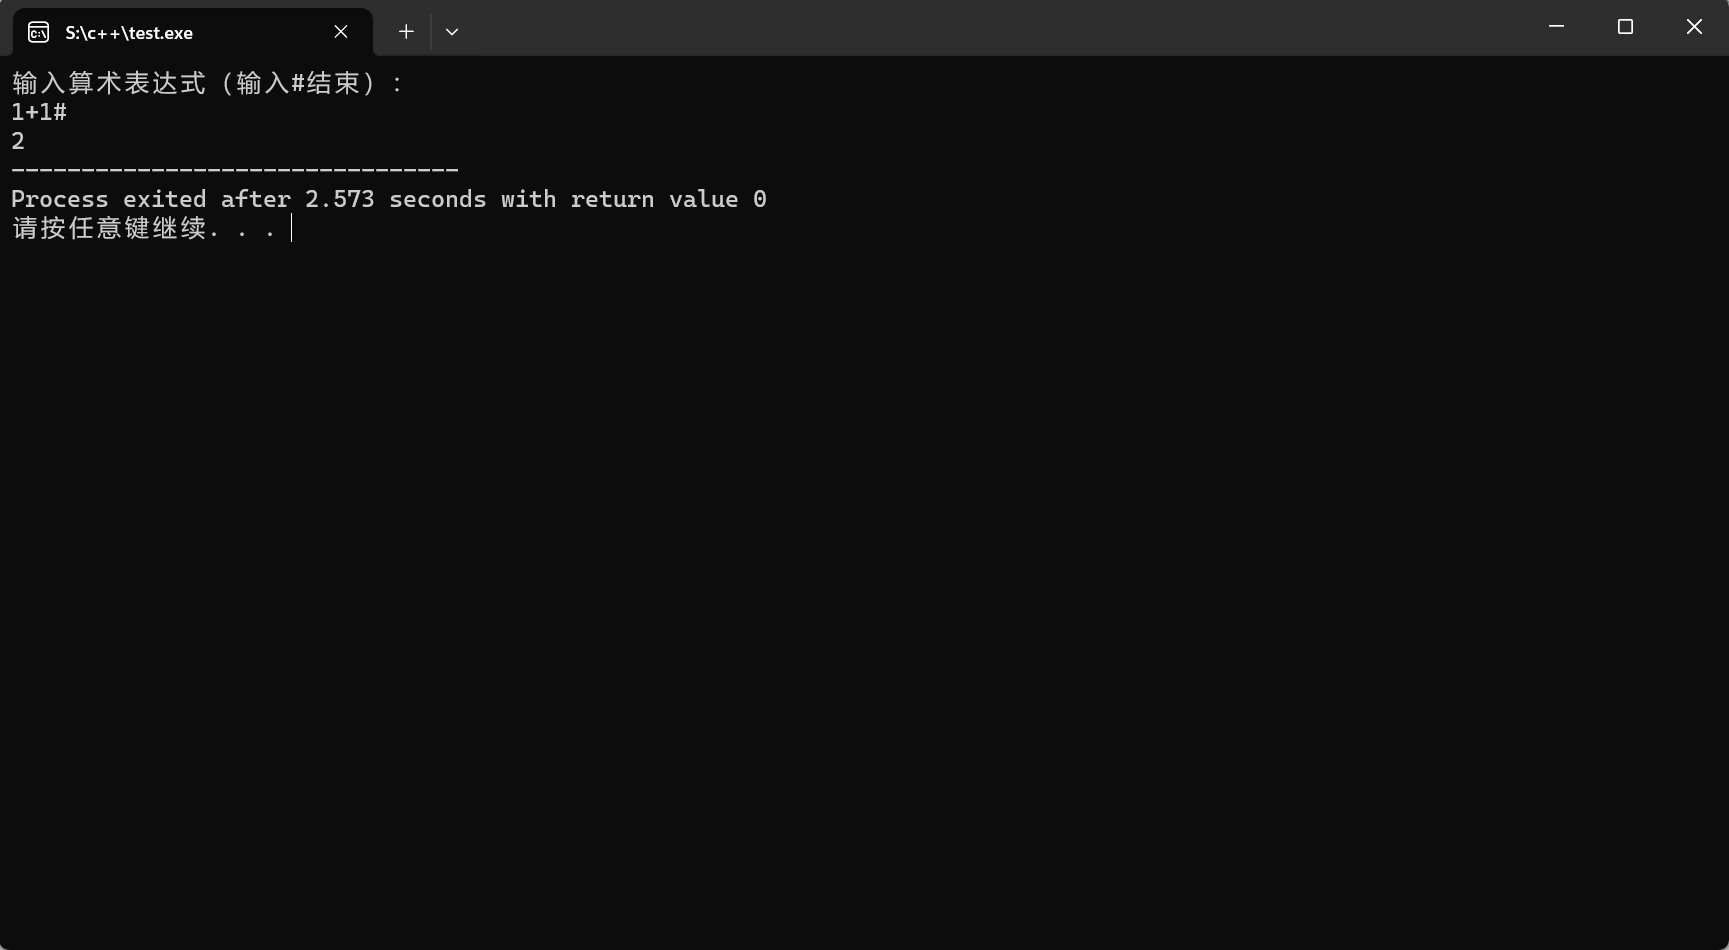 S:\c++\test.exe
输入算术表达式（输入#结束）：
1+1#
2
--------------------------------
Process exited after 2.573 seconds with return value 0
请按任意键继续. . .